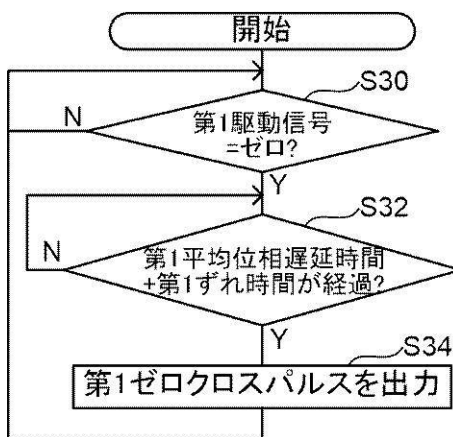 開始
S30
N
第1駆動信号
=ゼロ?
Y
S32
N
第1平均位相遅延時間
+第1ずれ時間が経過?
Y
S34
第1ゼロクロスパルスを出力